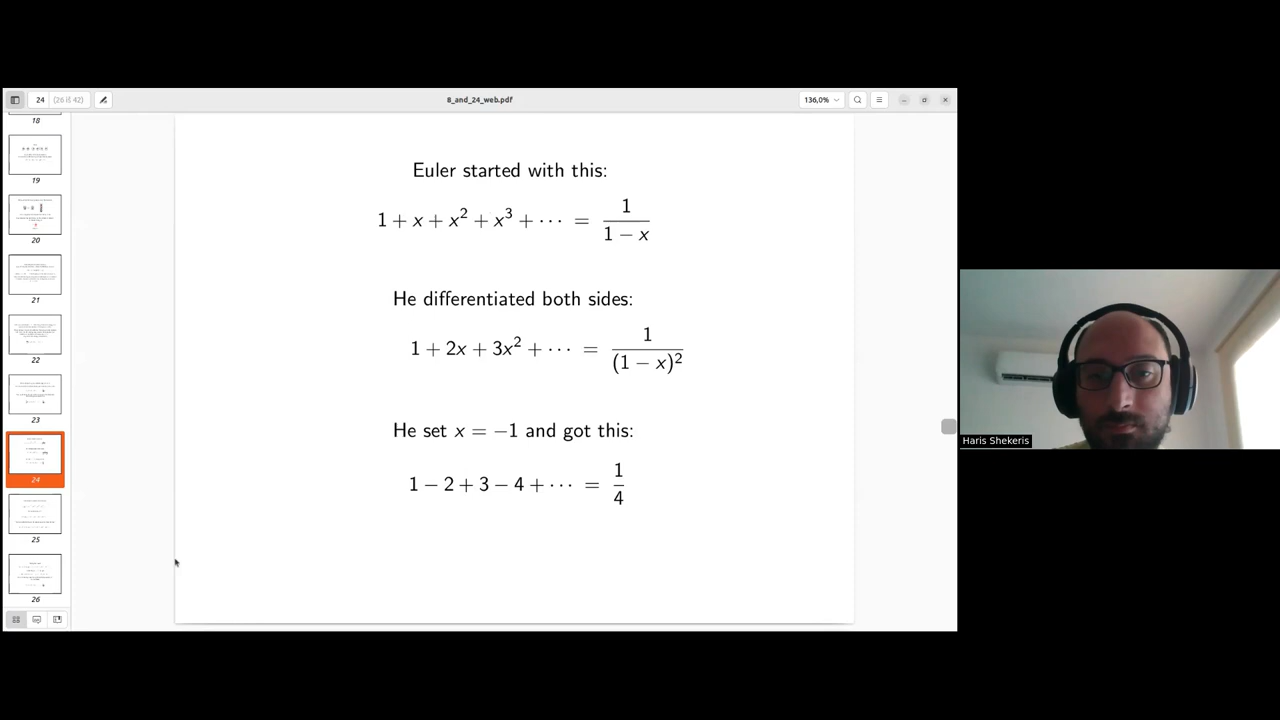 24 (26 iš 42)
8_and_24_web.pdf
136,0%
18
19
20
21
22
23
24
25
26
Euler started with this:
1 + x + x² + x³ + ⋯ = 1/(1 − x)
He differentiated both sides:
1 + 2x + 3x² + ⋯ = 1/(1 − x)²
He set x = −1 and got this:
1 − 2 + 3 − 4 + ⋯ = 1/4
Haris Shekeris